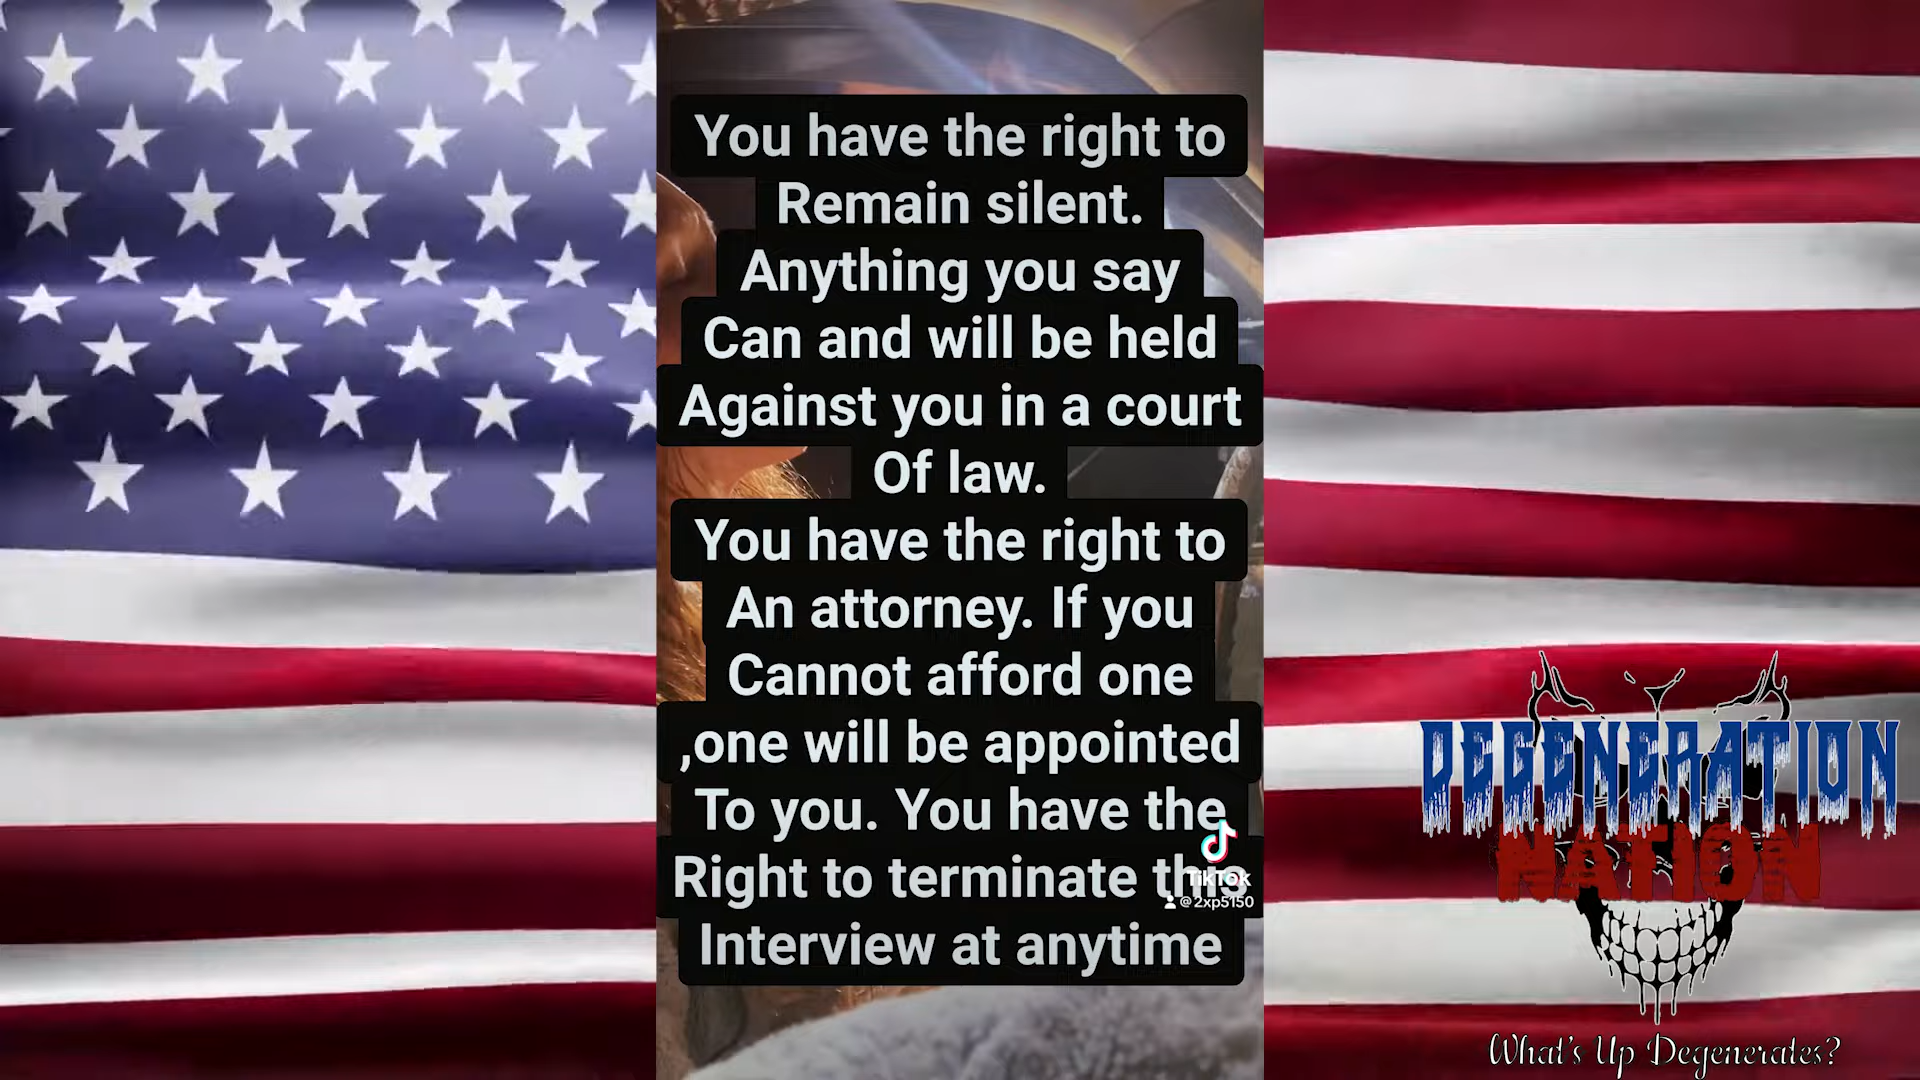 You have the right to
Remain silent.
Anything you say
Can and will be held
Against you in a court
Of law.
You have the right to
An attorney. If you
Cannot afford one
,one will be appointed
To you. You have the
Right to terminate this
Interview at anytime
TikTok
@2xp5150
DEGENERATION
NATION
What's Up Degenerates?